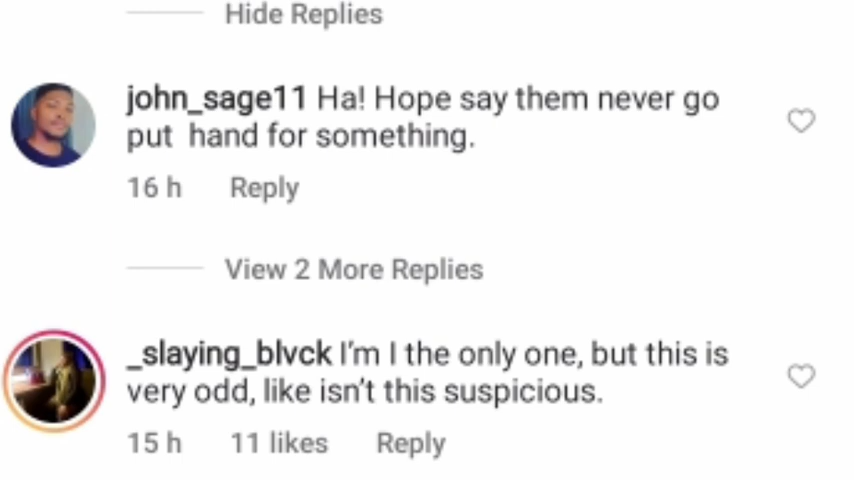 Hide Replies
john_sage11 Ha! Hope say them never go
put hand for something.
16 h Reply
View 2 More Replies
_slaying_blvck I'm I the only one, but this is
very odd, like isn't this suspicious.
15 h 11 likes Reply